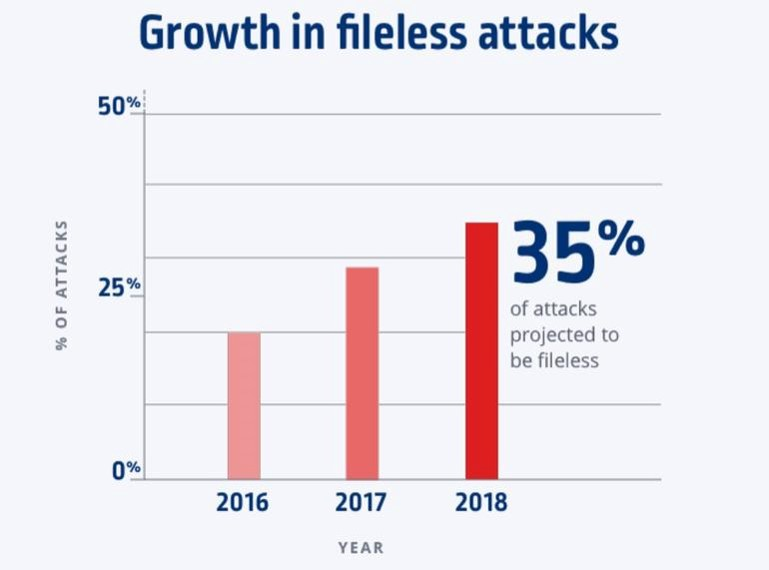 Growth in fileless attacks
50%
25%
0%
% OF ATTACKS
35%
of attacks
projected to
be fileless
2016 2017 2018
YEAR